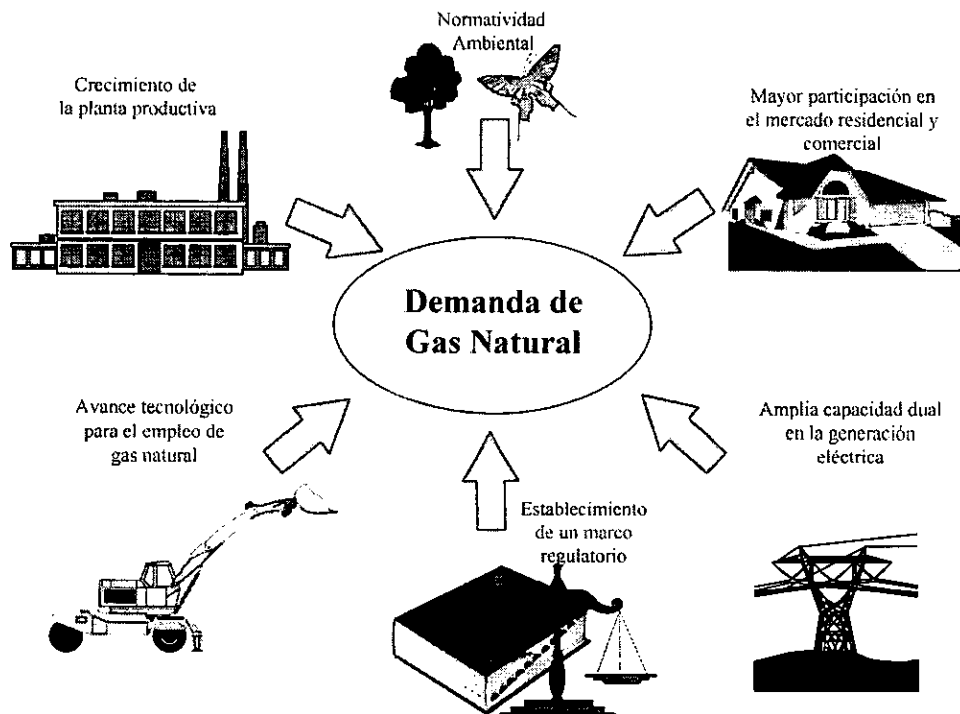 Normatividad
Ambiental
Crecimiento de
la planta productiva
Mayor participación en
el mercado residencial y
comercial
Demanda de
Gas Natural
Avance tecnológico
para el empleo de
gas natural
Amplia capacidad dual
en la generación
eléctrica
Establecimiento
de un marco
regulatorio